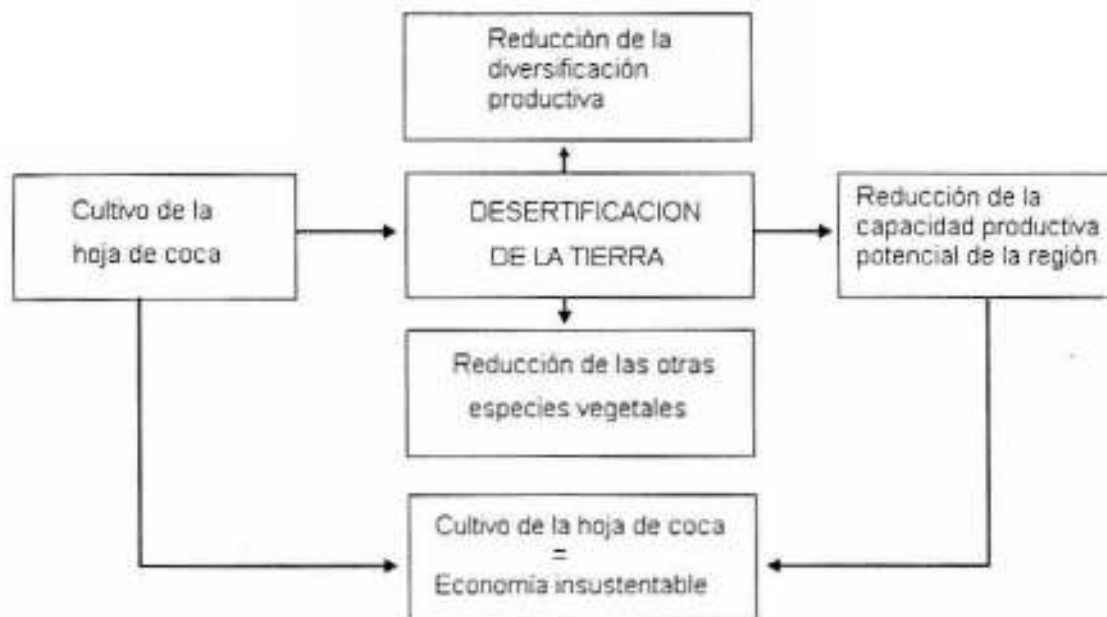 Reducción de la
diversificación
productiva
Cultivo de la
hoja de coca
DESERTIFICACION
DE LA TIERRA
Reducción de la
capacidad productiva
potencial de la región
Reducción de las otras
especies vegetales
Cultivo de la hoja de coca
=
Economía insustentable